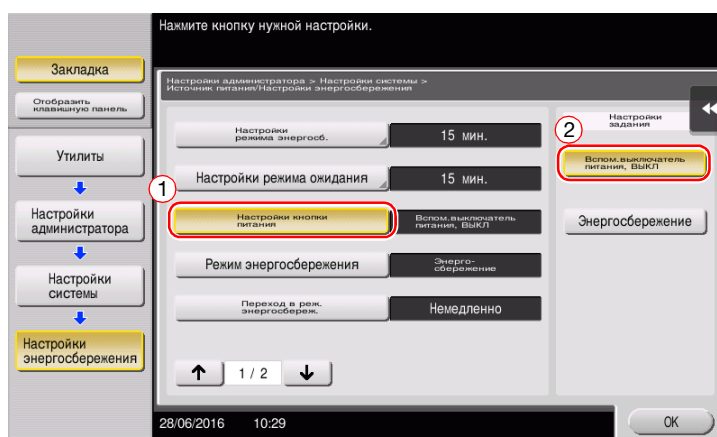 Нажмите кнопку нужной настройки.
Закладка
Отобразить
клавишную панель
Утилиты
Настройки
администратора
Настройки
системы
Настройки
энергосбережения
Настройки администратора > Настройки системы >
Источник питания/Настройки энергосбережения
Настройки
режима энергосб.
15 мин.
1
Настройки режима ожидания
15 мин.
Настройки кнопки
питания
Вспом.выключатель
питания, ВЫКЛ
Режим энергосбережения
Энерго-
сбережение
Переход в реж.
энергосбереж.
Немедленно
↑ 1 / 2 ↓
Настройки
задания
2
Вспом.выключатель
питания, ВЫКЛ
Энергосбережение
28/06/2016 10:29
OK